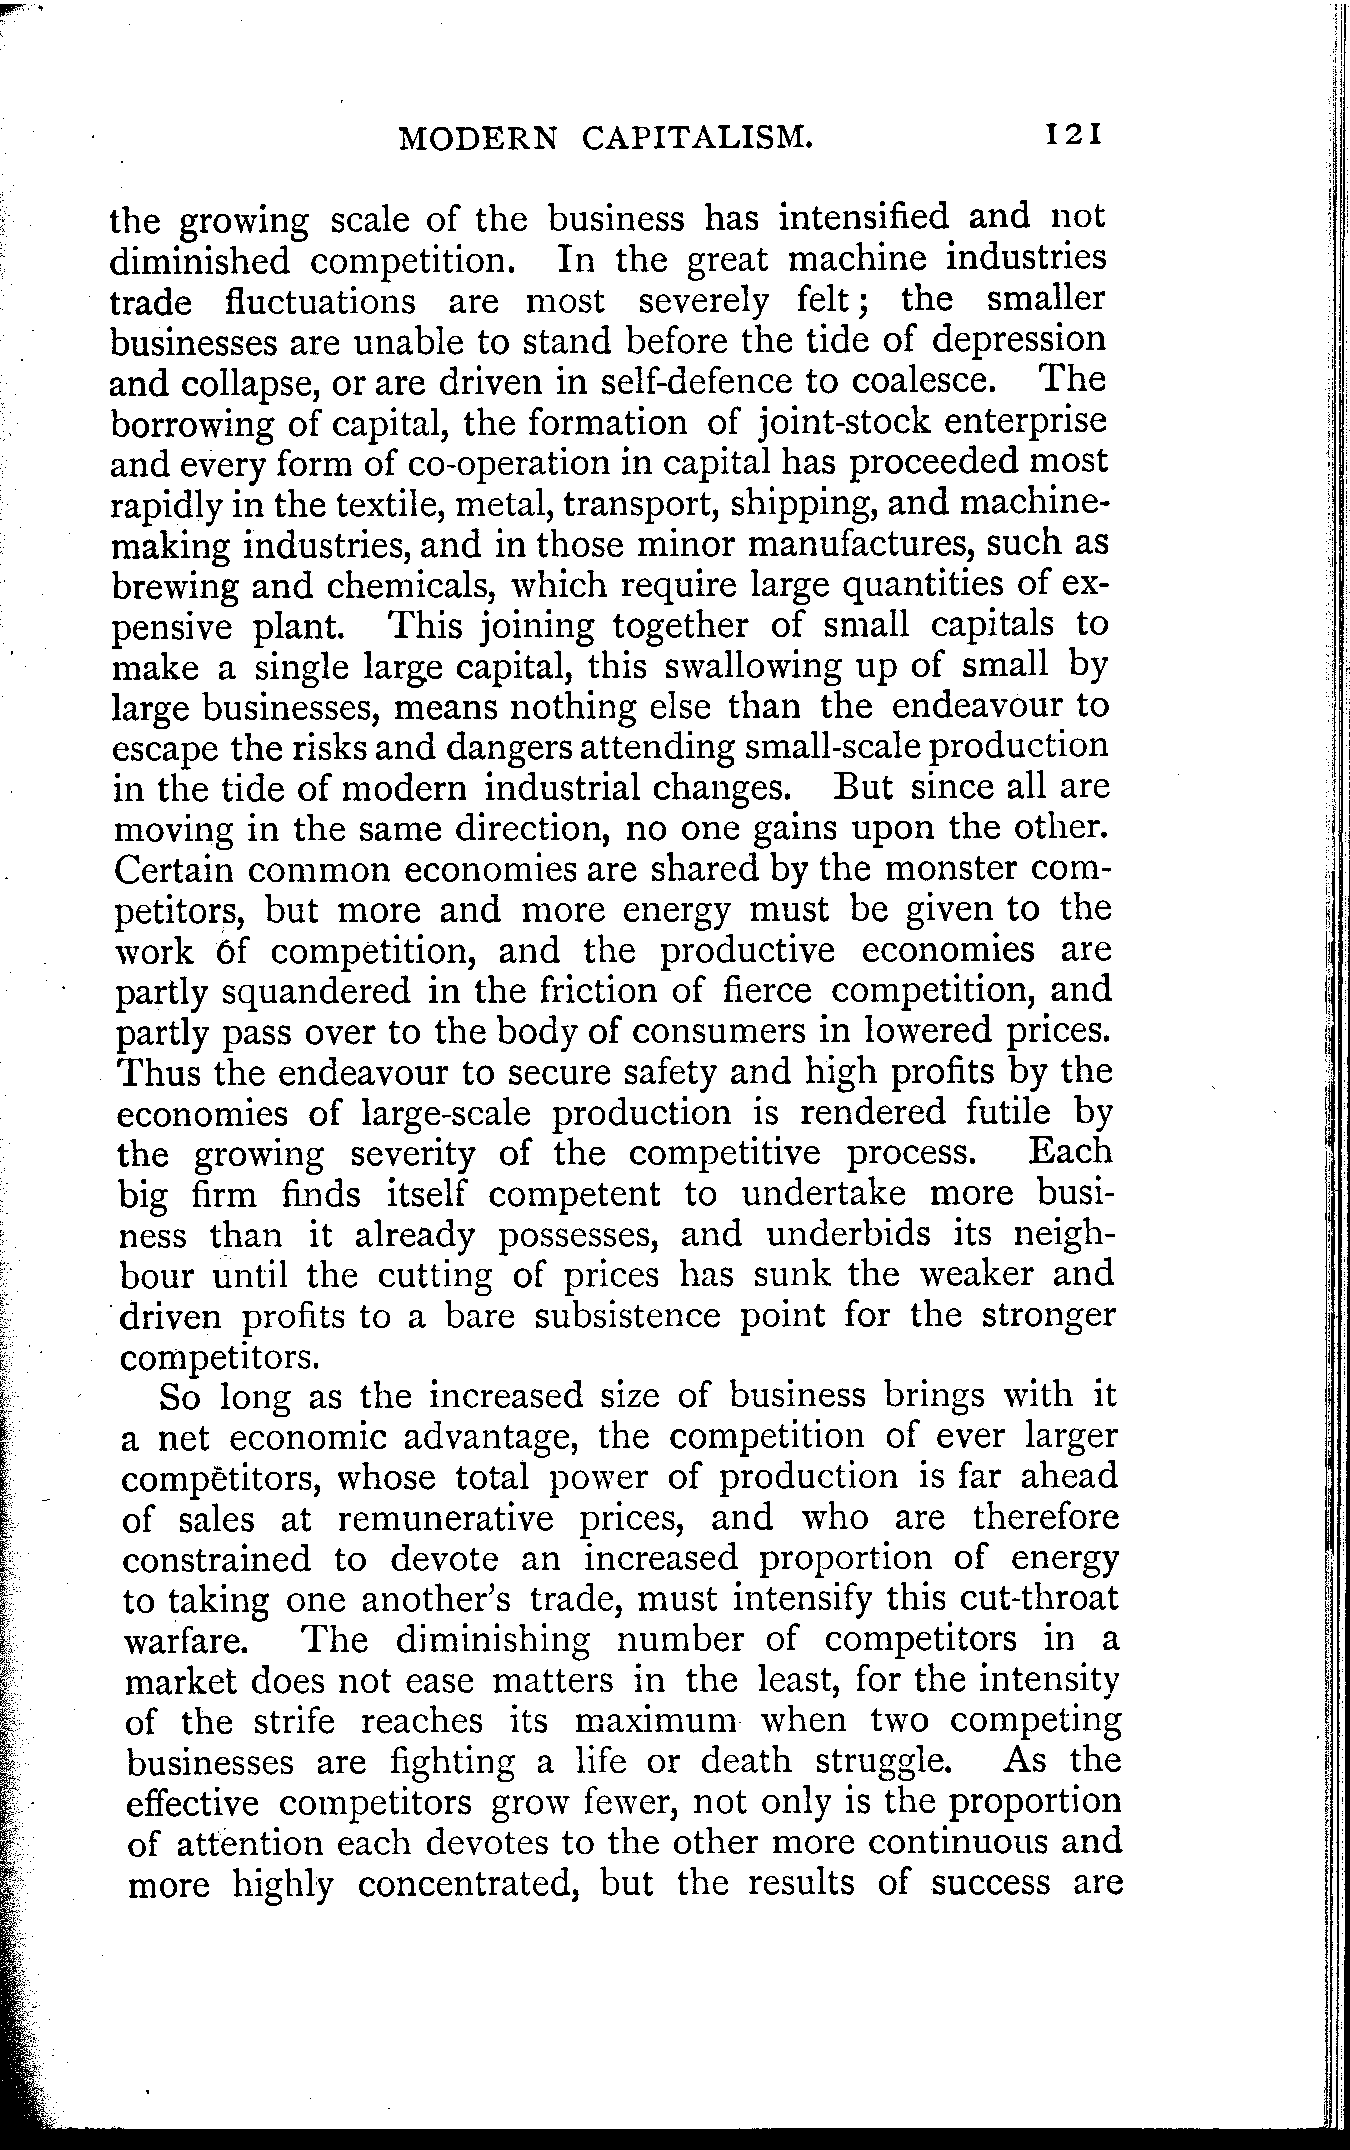 MODERN CAPITALISM. 121
the growing scale of the business has intensified and not
diminished competition. In the great machine industries
trade fluctuations are most severely felt; the smaller
businesses are unable to stand before the tide of depression
and collapse, or are driven in self-defence to coalesce. The
borrowing of capital, the formation of joint-stock enterprise
and every form of co-operation in capital has proceeded most
rapidly in the textile, metal, transport, shipping, and machine-
making industries, and in those minor manufactures, such as
brewing and chemicals, which require large quantities of ex-
pensive plant. This joining together of small capitals to
make a single large capital, this swallowing up of small by
large businesses, means nothing else than the endeavour to
escape the risks and dangers attending small-scale production
in the tide of modern industrial changes. But since all are
moving in the same direction, no one gains upon the other.
Certain common economies are shared by the monster com-
petitors, but more and more energy must be given to the
work of competition, and the productive economies are
partly squandered in the friction of fierce competition, and
partly pass over to the body of consumers in lowered prices.
Thus the endeavour to secure safety and high profits by the
economies of large-scale production is rendered futile by
the growing severity of the competitive process. Each
big firm finds itself competent to undertake more busi-
ness than it already possesses, and underbids its neigh-
bour until the cutting of prices has sunk the weaker and
driven profits to a bare subsistence point for the stronger
competitors.
So long as the increased size of business brings with it
a net economic advantage, the competition of ever larger
competitors, whose total power of production is far ahead
of sales at remunerative prices, and who are therefore
constrained to devote an increased proportion of energy
to taking one another's trade, must intensify this cut-throat
warfare. The diminishing number of competitors in a
market does not ease matters in the least, for the intensity
of the strife reaches its maximum when two competing
businesses are fighting a life or death struggle. As the
effective competitors grow fewer, not only is the proportion
of attention each devotes to the other more continuous and
more highly concentrated, but the results of success are